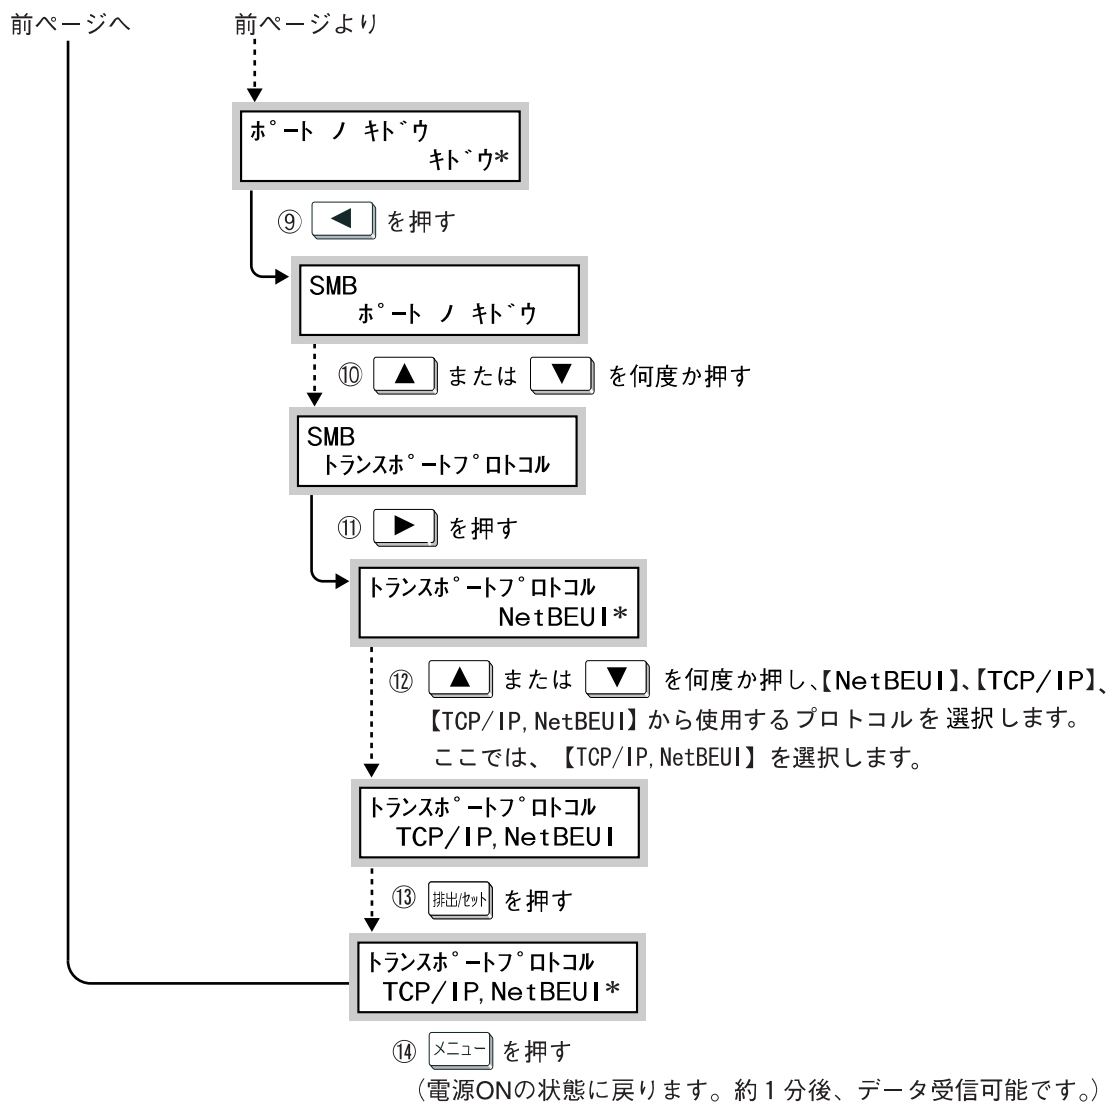 前ページへ　前ページより
ﾎﾟｰﾄ ﾉ ｷﾄﾞｳ
ｷﾄﾞｳ*
⑨ ◀ を押す
SMB
ﾎﾟｰﾄ ﾉ ｷﾄﾞｳ
⑩ ▲ または ▼ を何度か押す
SMB
ﾄﾗﾝｽﾎﾟｰﾄﾌﾟﾛﾄｺﾙ
⑪ ▶ を押す
ﾄﾗﾝｽﾎﾟｰﾄﾌﾟﾛﾄｺﾙ
NetBEUI*
⑫ ▲ または ▼ を何度か押し、【NetBEUI】、【TCP/IP】、
【TCP/IP,NetBEUI】から使用するプロトコルを選択します。
ここでは、【TCP/IP,NetBEUI】を選択します。
ﾄﾗﾝｽﾎﾟｰﾄﾌﾟﾛﾄｺﾙ
TCP/IP,NetBEUI
⑬ 排出/セット を押す
ﾄﾗﾝｽﾎﾟｰﾄﾌﾟﾛﾄｺﾙ
TCP/IP,NetBEUI*
⑭ メニュー を押す
（電源ONの状態に戻ります。約１分後、データ受信可能です。）